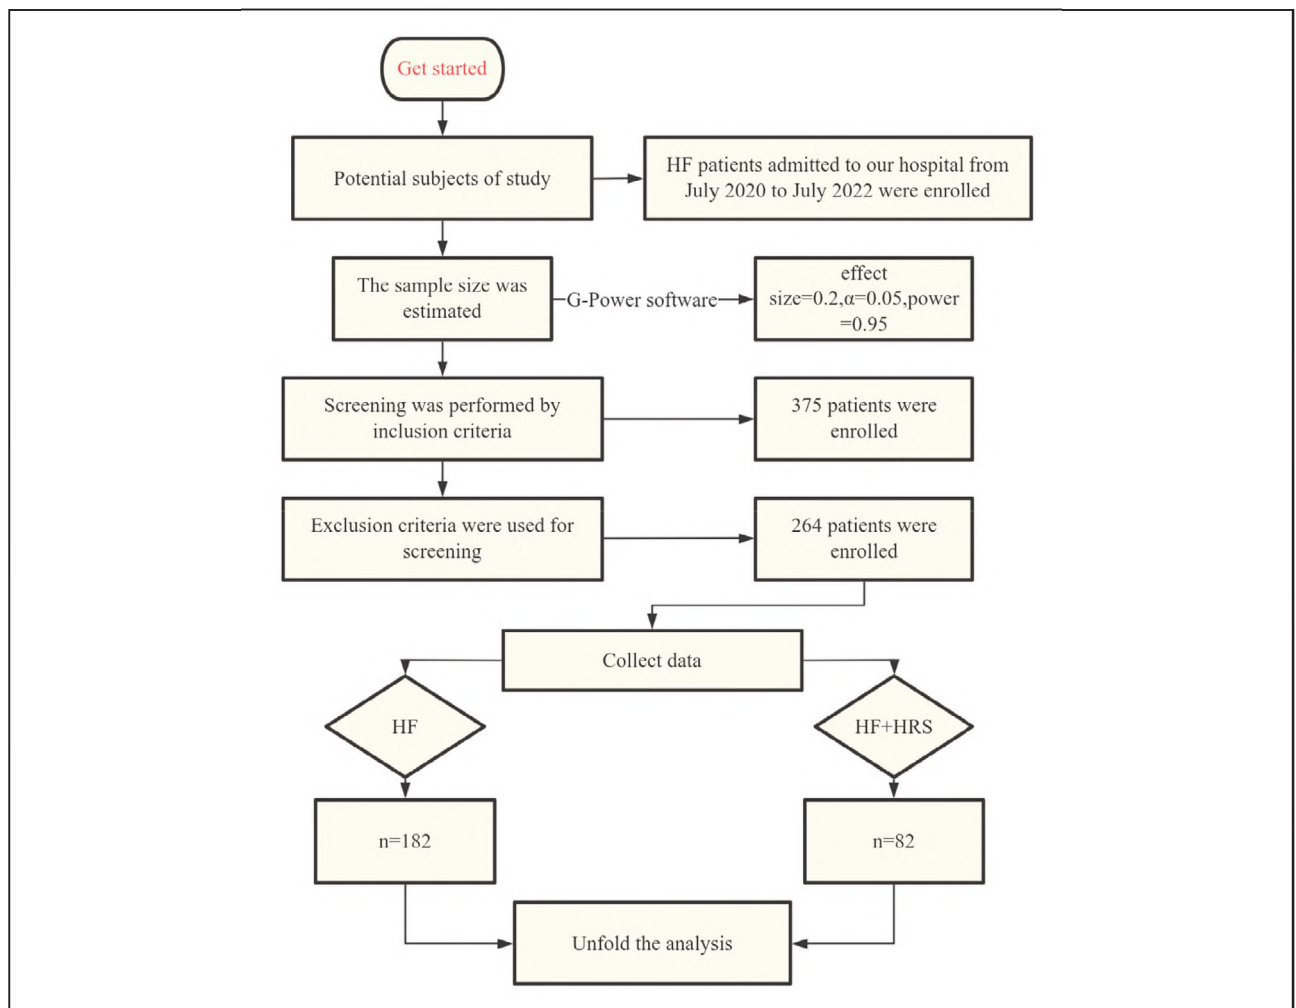 Get started
Potential subjects of study
HF patients admitted to our hospital from
July 2020 to July 2022 were enrolled
The sample size was
estimated
G-Power software
effect
size=0.2,α=0.05,power
=0.95
Screening was performed by
inclusion criteria
375 patients were
enrolled
Exclusion criteria were used for
screening
264 patients were
enrolled
Collect data
HF
HF+HRS
n=182
n=82
Unfold the analysis